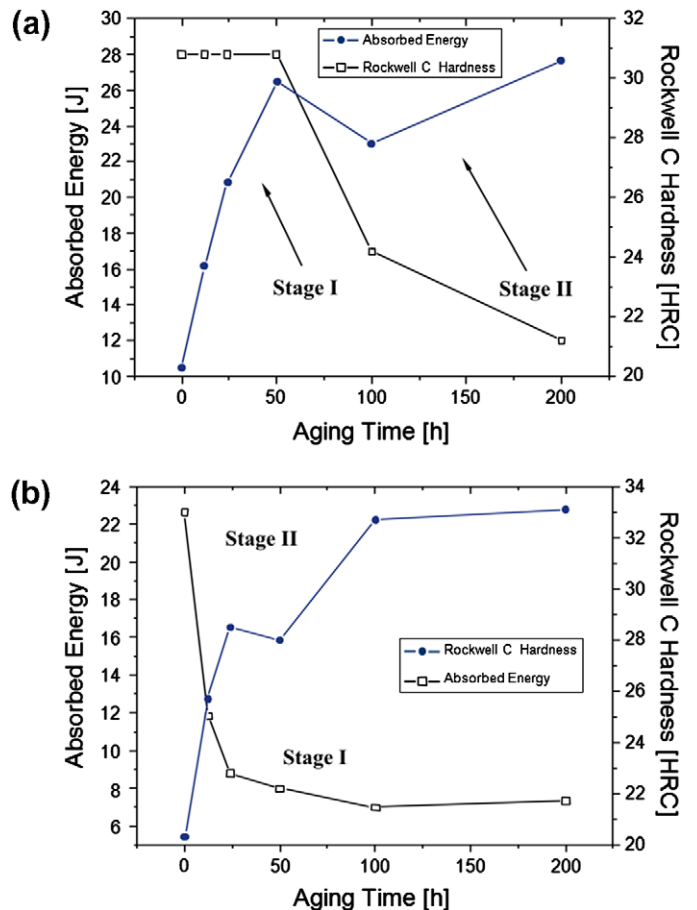 (a)
Absorbed Energy
Rockwell C Hardness
30
28
26
24
22
20
18
16
14
12
10
32
30
28
26
24
22
20
Absorbed Energy [J]
Rockwell C Hardness [HRC]
Stage I
Stage II
0
50
100
150
200
Aging Time [h]
(b)
24
22
20
18
16
14
12
10
8
6
34
32
30
28
26
24
22
20
Absorbed Energy [J]
Rockwell C Hardness [HRC]
Stage II
Rockwell C Hardness
Absorbed Energy
Stage I
0
50
100
150
200
Aging Time [h]